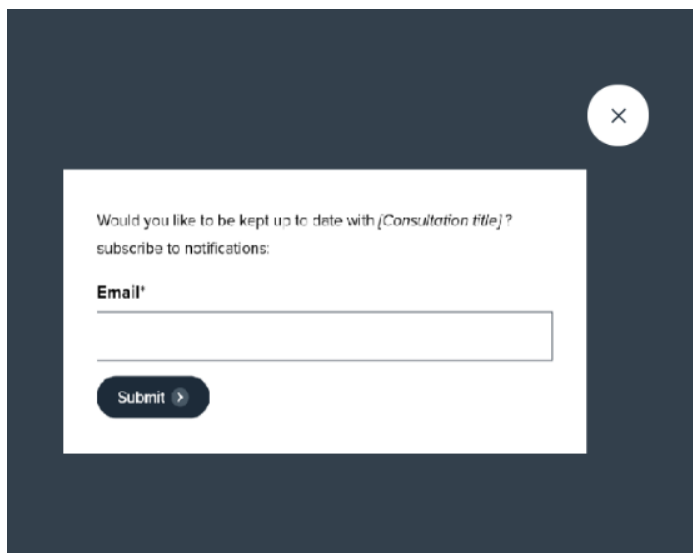 Would you like to be kept up to date with [Consultation title] ?
subscribe to notifications:
Email*
Submit